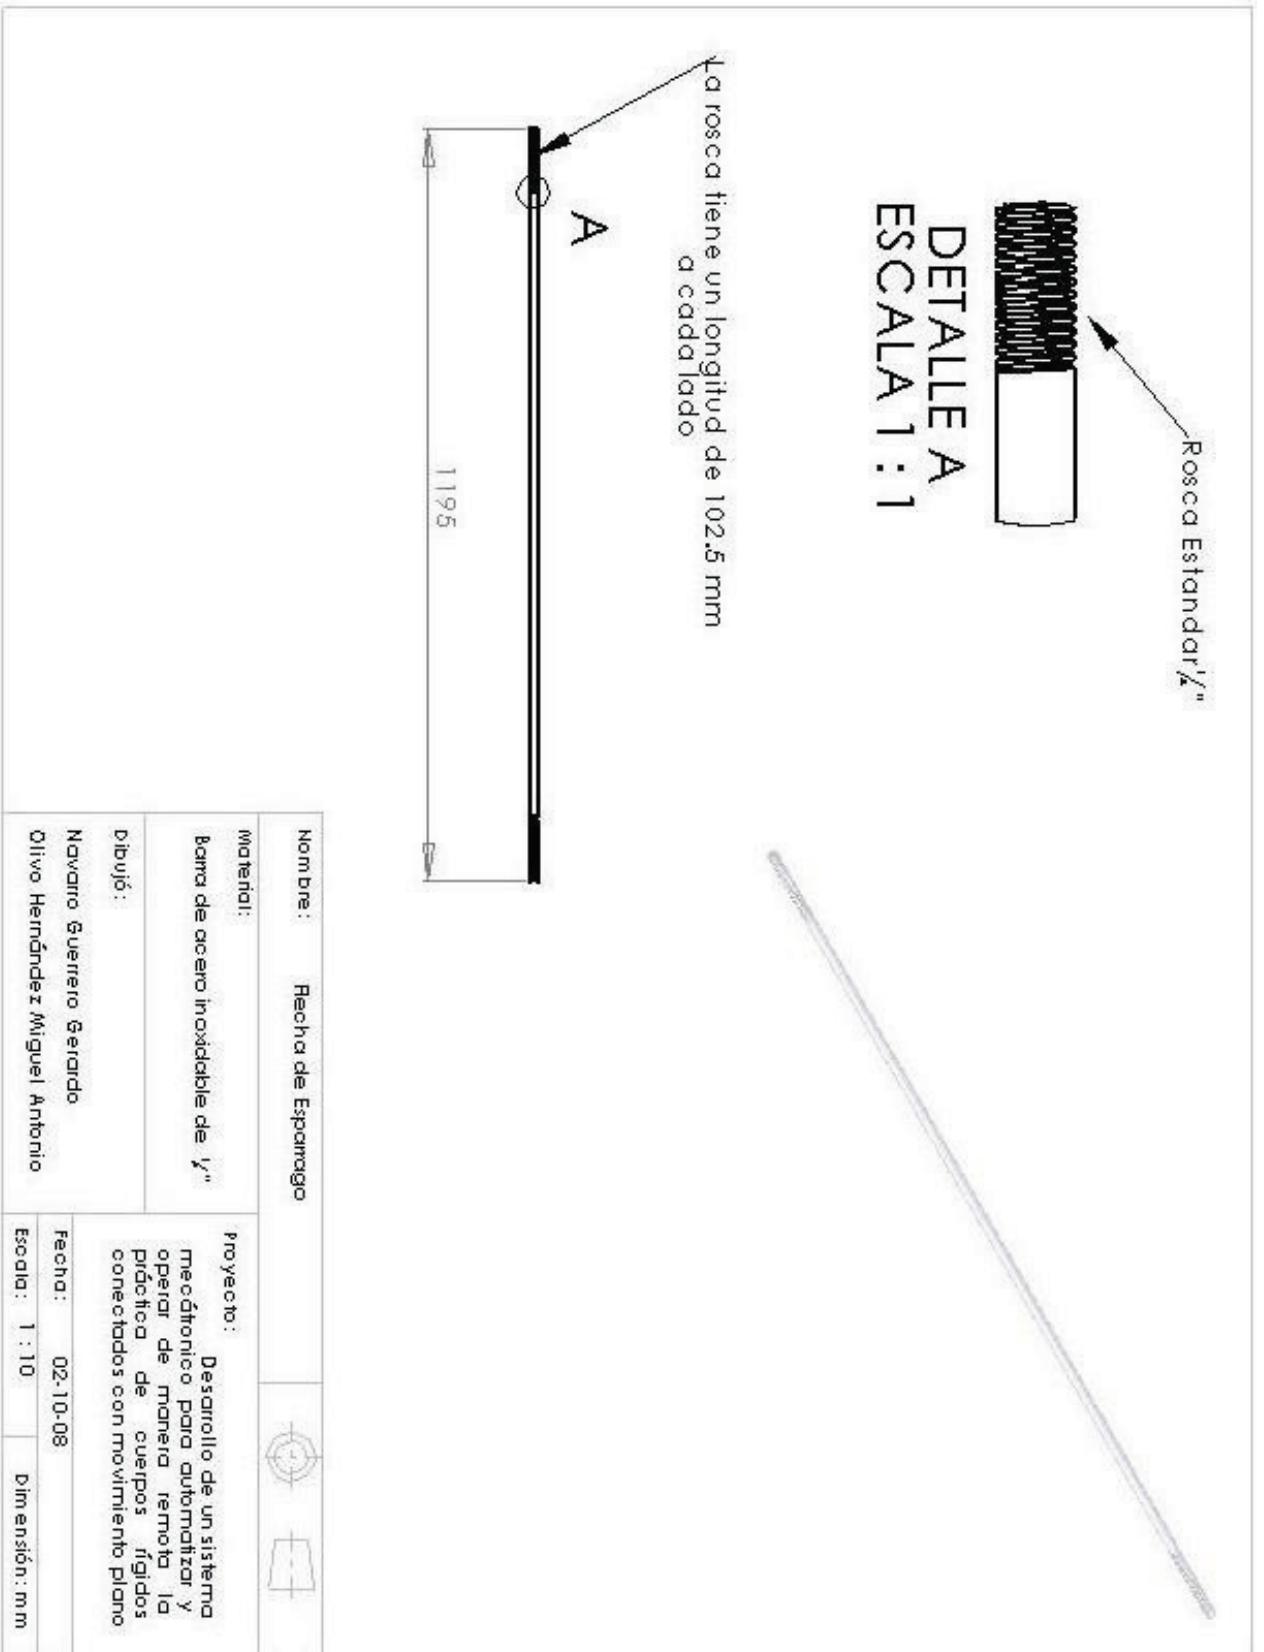 Rosca Estandar ¼"
DETALLE A
ESCALA 1 : 1
La rosca tiene un longitud de 102.5 mm
a cada lado
A
1195
Nombre: Flecha de Esparrago
Material:
Barra de acero inoxidable de ¼"
Dibujó:
Navarro Guerrero Gerardo
Olivo Hernández Miguel Antonio
Proyecto:
Desarrollo de un sistema
mecátronico para automatizar y
operar de manera remota la
práctica de cuerpos rígidos
conectados con movimiento plano
Fecha: 02-10-08
Escala: 1 : 10
Dimensión: mm